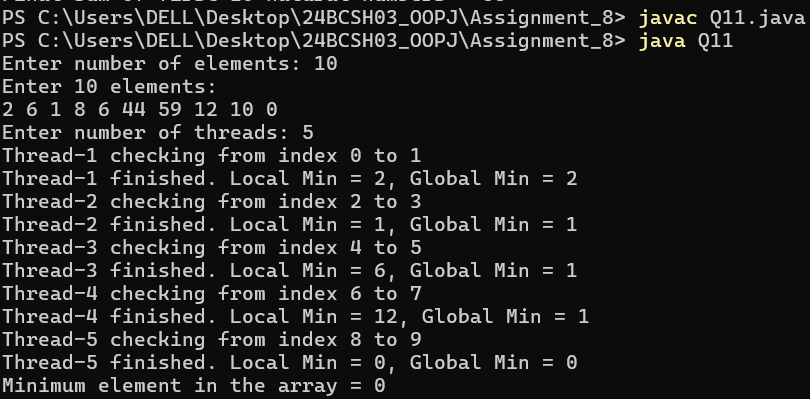 PS C:\Users\DELL\Desktop\24BCSH03_OOPJ\Assignment_8> javac Q11.java
PS C:\Users\DELL\Desktop\24BCSH03_OOPJ\Assignment_8> java Q11
Enter number of elements: 10
Enter 10 elements:
2 6 1 8 6 44 59 12 10 0
Enter number of threads: 5
Thread-1 checking from index 0 to 1
Thread-1 finished. Local Min = 2, Global Min = 2
Thread-2 checking from index 2 to 3
Thread-2 finished. Local Min = 1, Global Min = 1
Thread-3 checking from index 4 to 5
Thread-3 finished. Local Min = 6, Global Min = 1
Thread-4 checking from index 6 to 7
Thread-4 finished. Local Min = 12, Global Min = 1
Thread-5 checking from index 8 to 9
Thread-5 finished. Local Min = 0, Global Min = 0
Minimum element in the array = 0